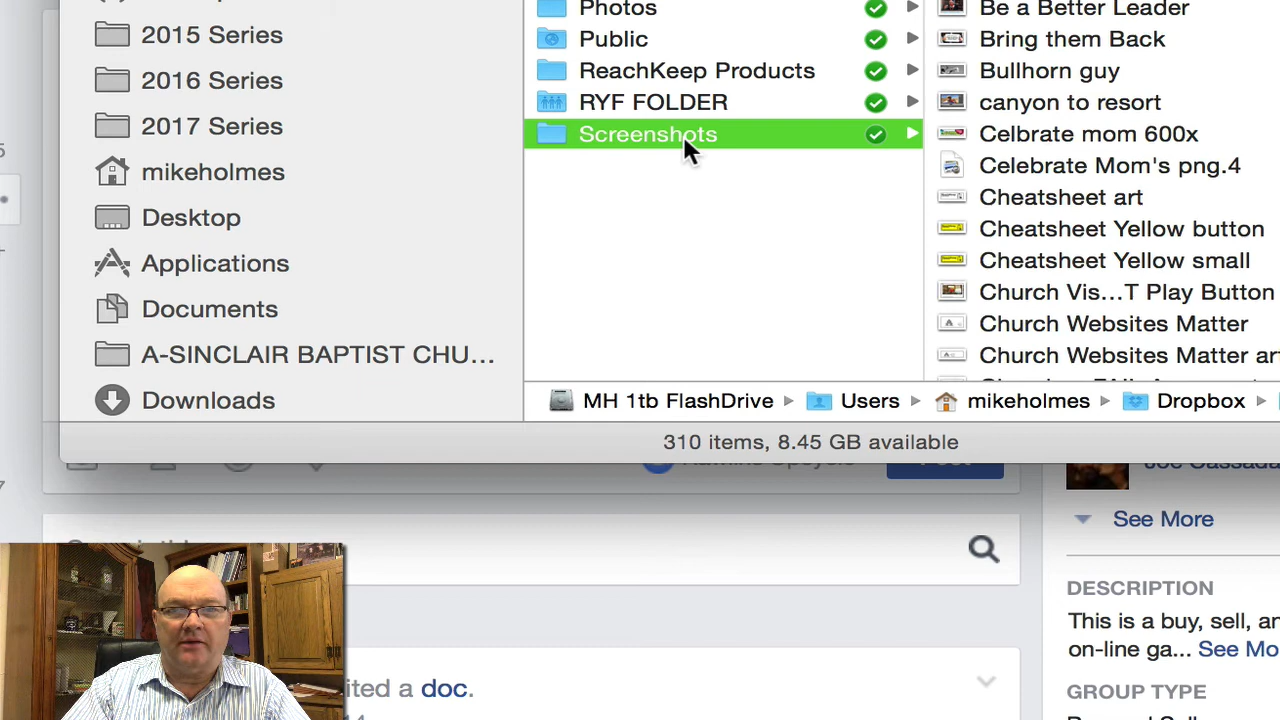 2015 Series
2016 Series
2017 Series
mikeholmes
Desktop
Applications
Documents
A-SINCLAIR BAPTIST CHU...
Downloads
Photos
Public
ReachKeep Products
RYF FOLDER
Screenshots
Be a Better Leader
Bring them Back
Bullhorn guy
canyon to resort
Celbrate mom 600x
Celebrate Mom's png.4
Cheatsheet art
Cheatsheet Yellow button
Cheatsheet Yellow small
Church Vis...T Play Button
Church Websites Matter
Church Websites Matter ar
MH 1tb FlashDrive
Users
mikeholmes
Dropbox
310 items, 8.45 GB available
See More
DESCRIPTION
This is a buy, sell, an
on-line ga... See Mo
GROUP TYPE
ited a doc.